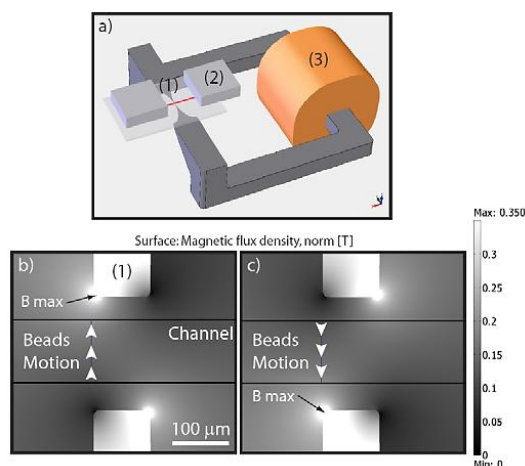 a)
(1)
(2)
(3)
Surface: Magnetic flux density, norm [T]
Max: 0.350
b)
(1)
B max
Beads
Motion
Channel
100 μm
c)
Beads
Motion
B max
0.3
0.25
0.2
0.15
0.1
0.05
0
Min: 0